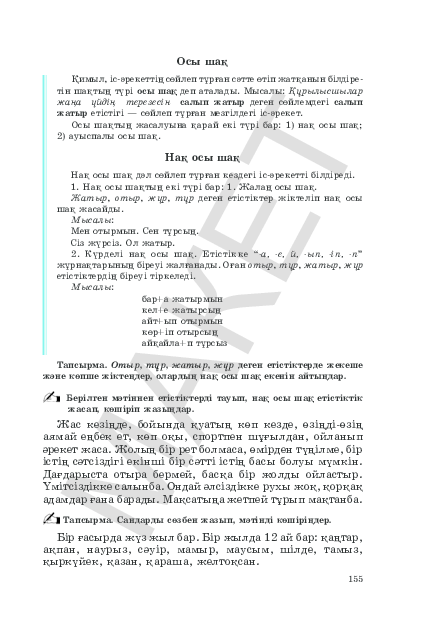 Осы шақ
Қимыл, іс-әрекеттің сөйлеп тұрған сәтте өтіп жатқанын білдіре-
тін шақтың түрі осы шақ деп аталады. Мысалы: Құрылысшылар
жаңа үйдің терезесін салып жатыр деген сөйлемдегі салып
жатыр етістігі — сөйлеп тұрған мезгілдегі іс-әрекет.
Осы шақтың жасалуына қарай екі түрі бар: 1) нақ осы шақ;
2) ауыспалы осы шақ.
Нақ осы шақ
Нақ осы шақ дәл сөйлеп тұрған кездегі іс-әрекетті білдіреді.
1. Нақ осы шақтың екі түрі бар: 1. Жалаң осы шақ.
Жатыр, отыр, жүр, тұр деген етістіктер жіктеліп нақ осы
шақ жасайды.
Мысалы:
Мен отырмын. Сен тұрсың.
Сіз жүрсіз. Ол жатыр.
2. Күрделі нақ осы шақ. Етістікке “-а, -е, й, -ып, -іп, -п”
жұрнақтарының біреуі жалғанады. Оған отыр, тұр, жатыр, жүр
етістіктердің біреуі тіркеледі.
Мысалы:
бар+а жатырмын
кел+е жатырсың
айт+ып отырмын
көр+іп отырсың
айқайла+п тұрсыз
Тапсырма. Отыр, тұр, жатыр, жүр деген етістіктерде жекеше
және көпше жіктеңдер, олардың нақ осы шақ екенін айтыңдар.
Берілген мәтіннен етістіктерді тауып, нақ осы шақ етістіктік
жасап, көшіріп жазыңдар.
Жас кезіңде, бойыңда қуатың көп кезде, өзіңді-өзің
аямай еңбек ет, көп оқы, спортпен шұғылдан, ойланып
әрекет жаса. Жолың бір рет болмаса, өмірден түңілме, бір
істің сәтсіздігі екінші бір сәтті істің басы болуы мүмкін.
Дағдарыста отыра бермей, басқа бір жолды ойластыр.
Үмітсіздікке салынба. Ондай әлсіздікке рухы жоқ, қорқақ
адамдар ғана барады. Мақсатыңа жетпей тұрып мақтанба.
Тапсырма. Сандарды сөзбен жазып, мәтінді көшіріңдер.
Бір ғасырда жүз жыл бар. Бір жылда 12 ай бар: қаңтар,
ақпан, наурыз, сәуір, мамыр, маусым, шілде, тамыз,
қыркүйек, қазан, қараша, желтоқсан.
155
МАКЕТ